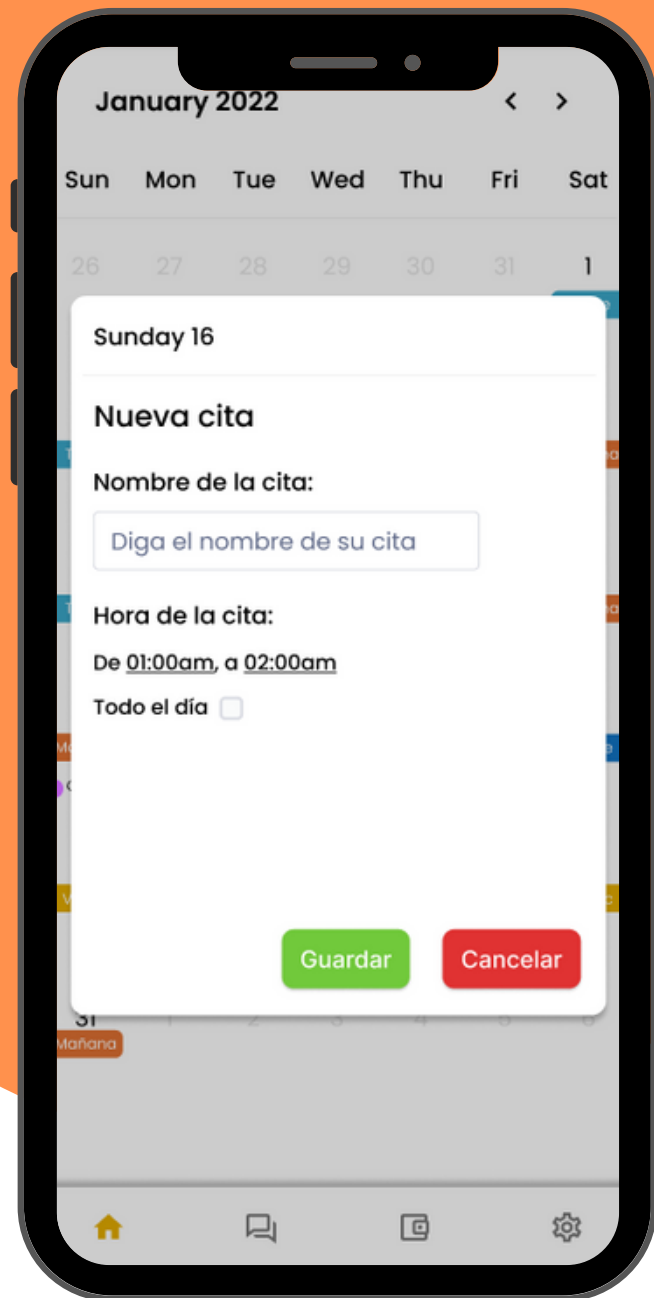 January 2022
Sun Mon Tue Wed Thu Fri Sat
26 27 28 29 30 31 1
Sunday 16
Nueva cita
Nombre de la cita:
Diga el nombre de su cita
Hora de la cita:
De 01:00am, a 02:00am
Todo el día
Guardar Cancelar
31 1 2 3 4 5 6
Mañana